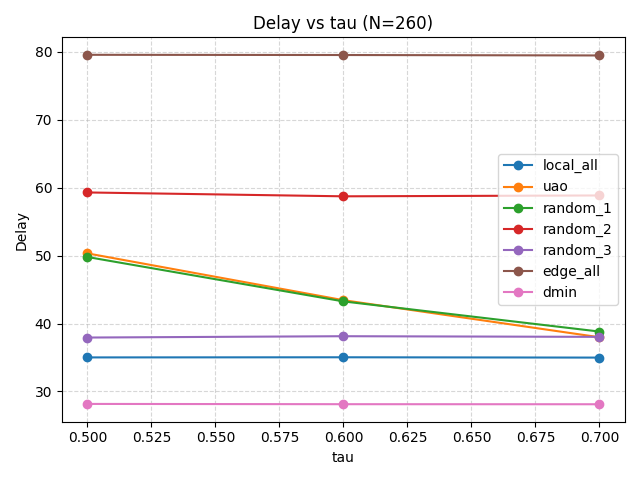 Delay vs tau (N=260)
80
70
60
50
40
30
Delay
local_all
uao
random_1
random_2
random_3
edge_all
dmin
0.500 0.525 0.550 0.575 0.600 0.625 0.650 0.675 0.700
tau